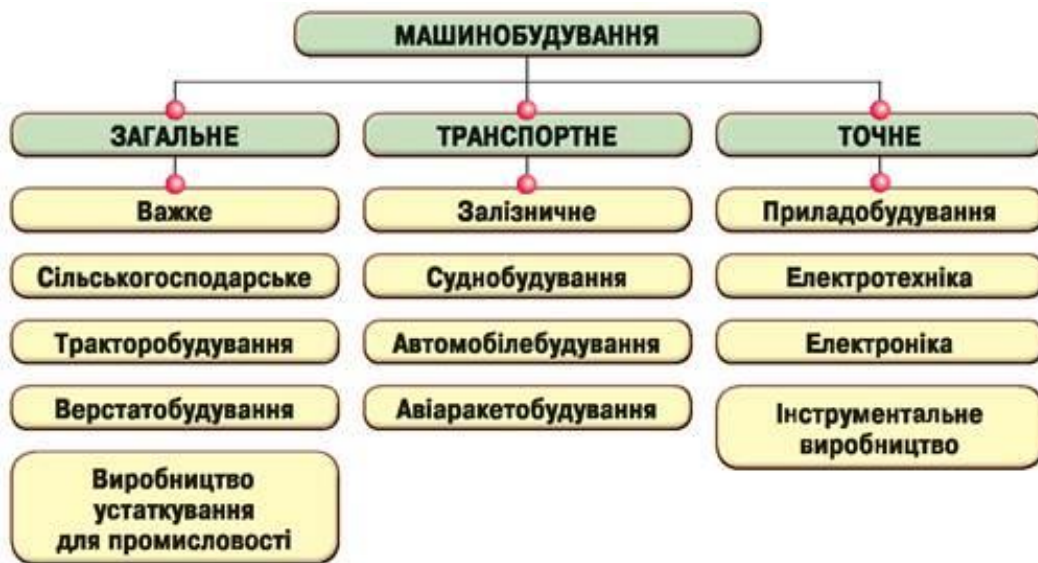 МАШИНОБУДУВАННЯ
ЗАГАЛЬНЕ
Важке
Сільськогосподарське
Тракторобудування
Верстатобудування
Виробництво
устаткування
для промисловості
ТРАНСПОРТНЕ
Залізничне
Суднобудування
Автомобілебудування
Авіаракетобудування
ТОЧНЕ
Приладобудування
Електротехніка
Електроніка
Інструментальне
виробництво